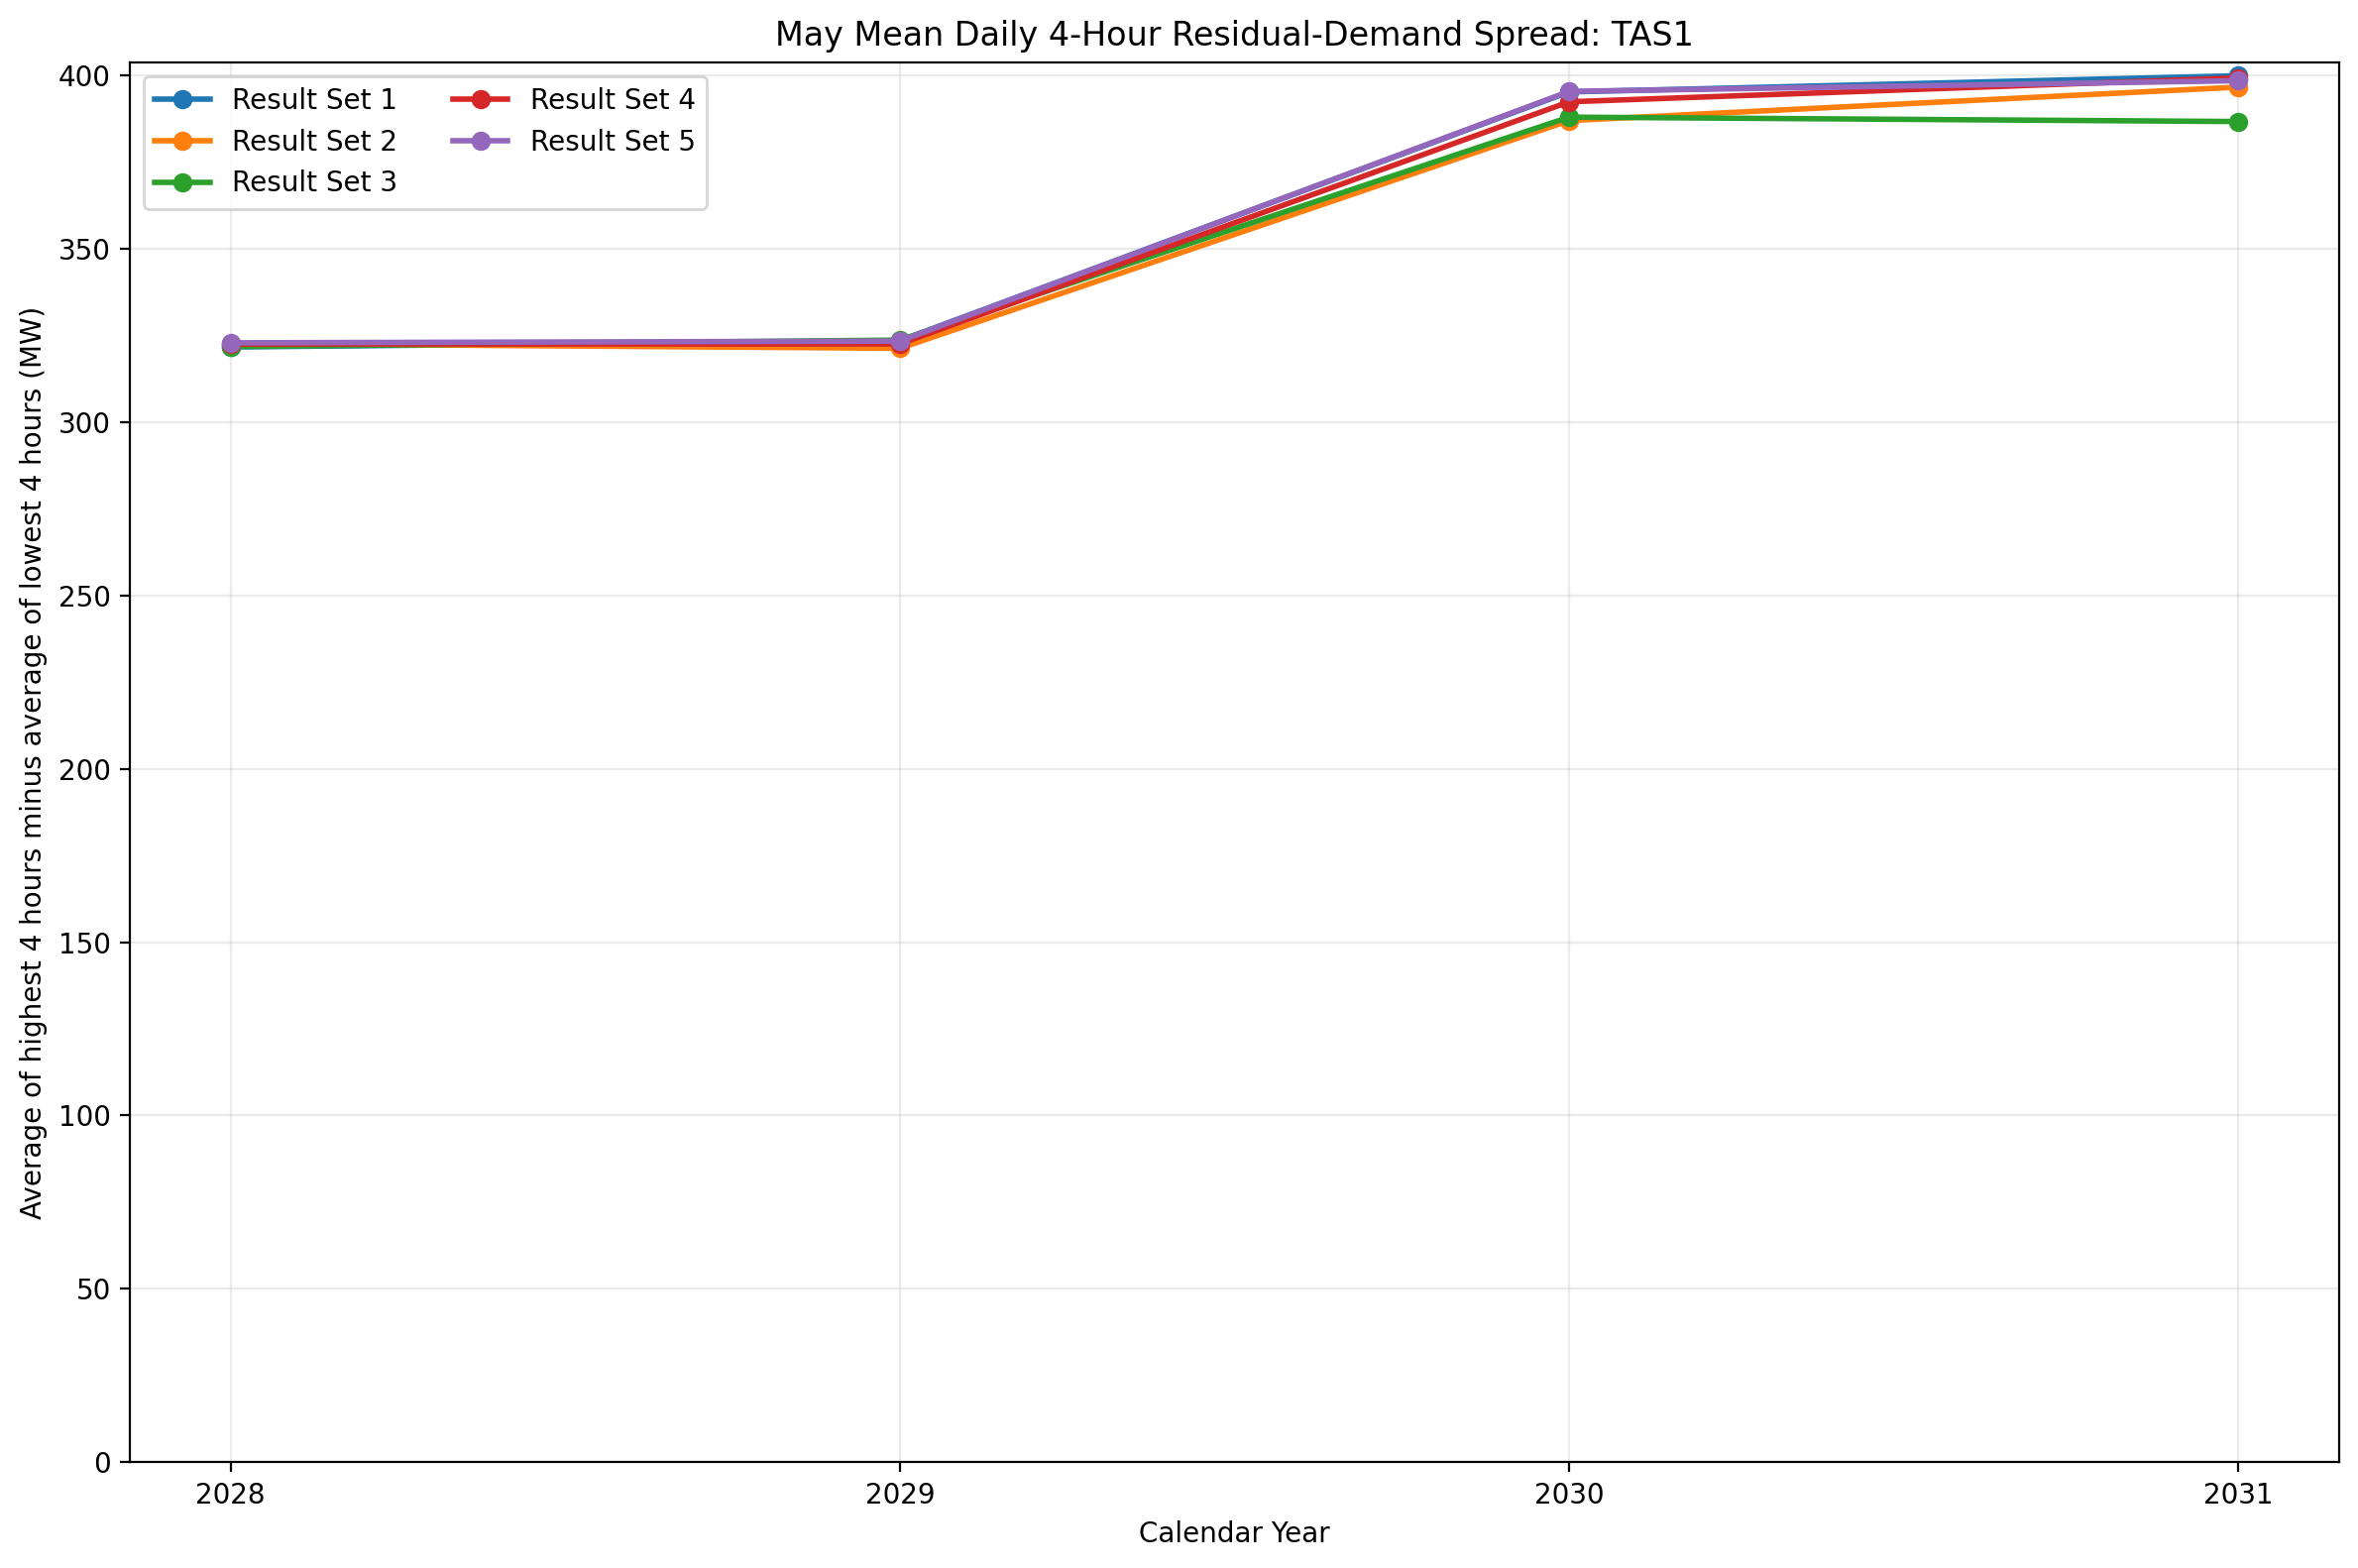 May Mean Daily 4-Hour Residual-Demand Spread: TAS1
Result Set 1
Result Set 2
Result Set 3
Result Set 4
Result Set 5
Average of highest 4 hours minus average of lowest 4 hours (MW)
400
350
300
250
200
150
100
50
0
2028
2029
2030
2031
Calendar Year